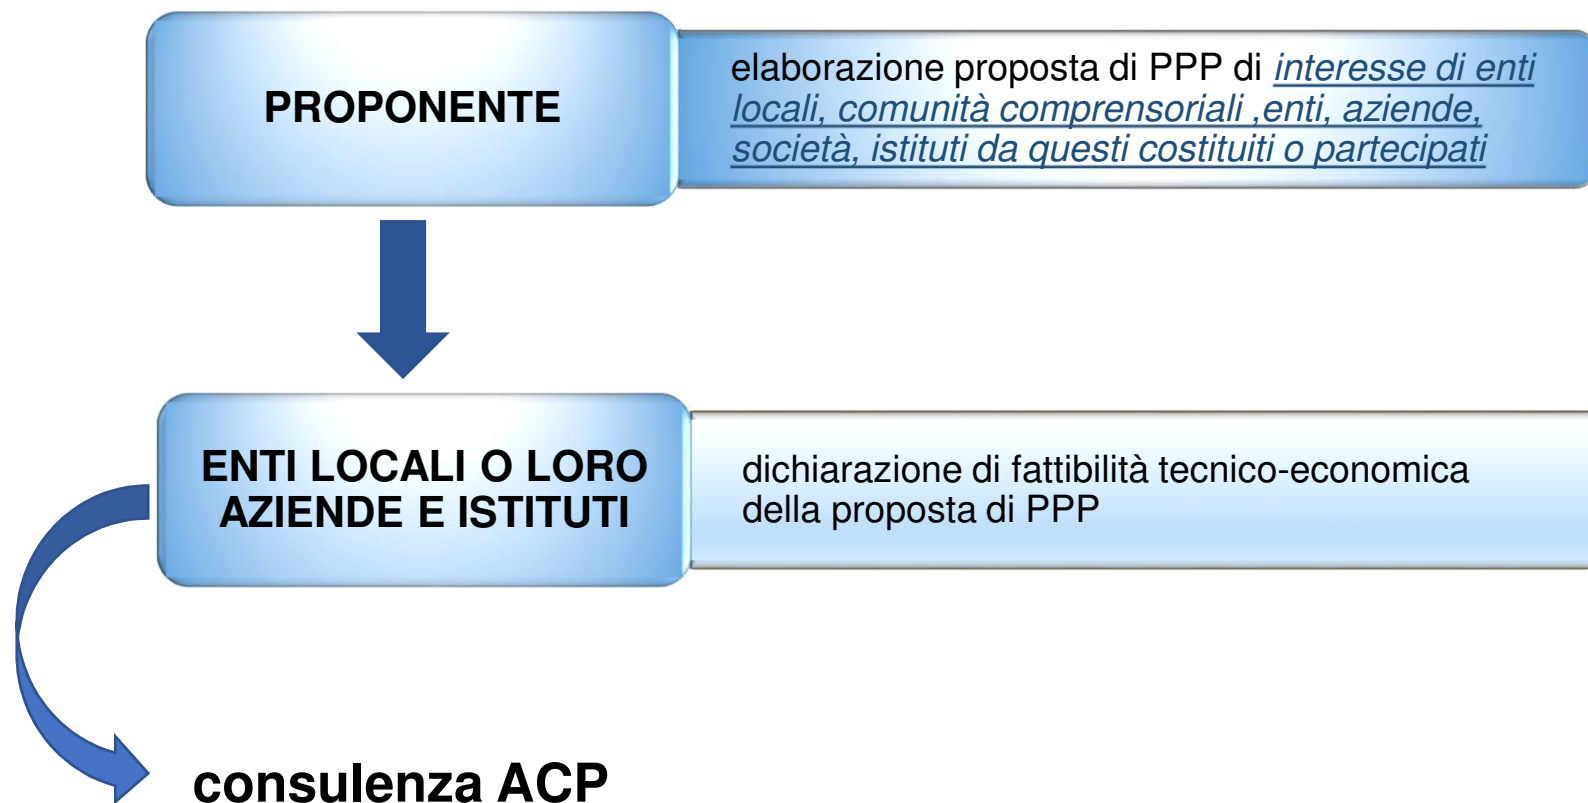 PROPONENTE
elaborazione proposta di PPP di interesse di enti
locali, comunità comprensoriali ,enti, aziende,
società, istituti da questi costituiti o partecipati
ENTI LOCALI O LORO
AZIENDE E ISTITUTI
dichiarazione di fattibilità tecnico-economica
della proposta di PPP
consulenza ACP